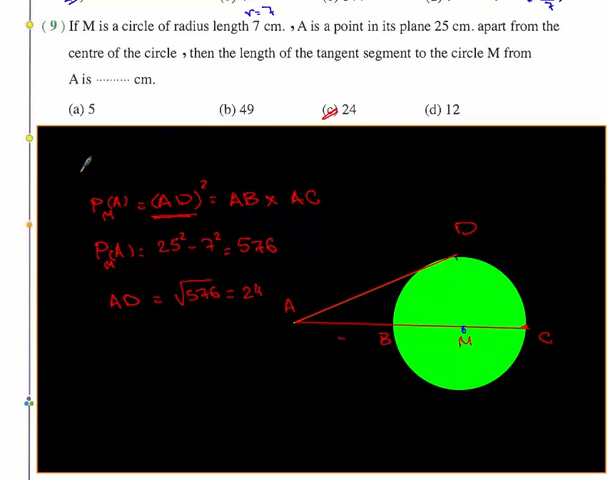 r=7
( 9 ) If M is a circle of radius length 7 cm. , A is a point in its plane 25 cm. apart from the
centre of the circle , then the length of the tangent segment to the circle M from
A is .......... cm.
(a) 5 (b) 49 (c) 24 (d) 12
P_M(A) = (AD)² = AB × AC
P_M(A) = 25² - 7² = 576
AD = √576 = 24
D
A
B M C